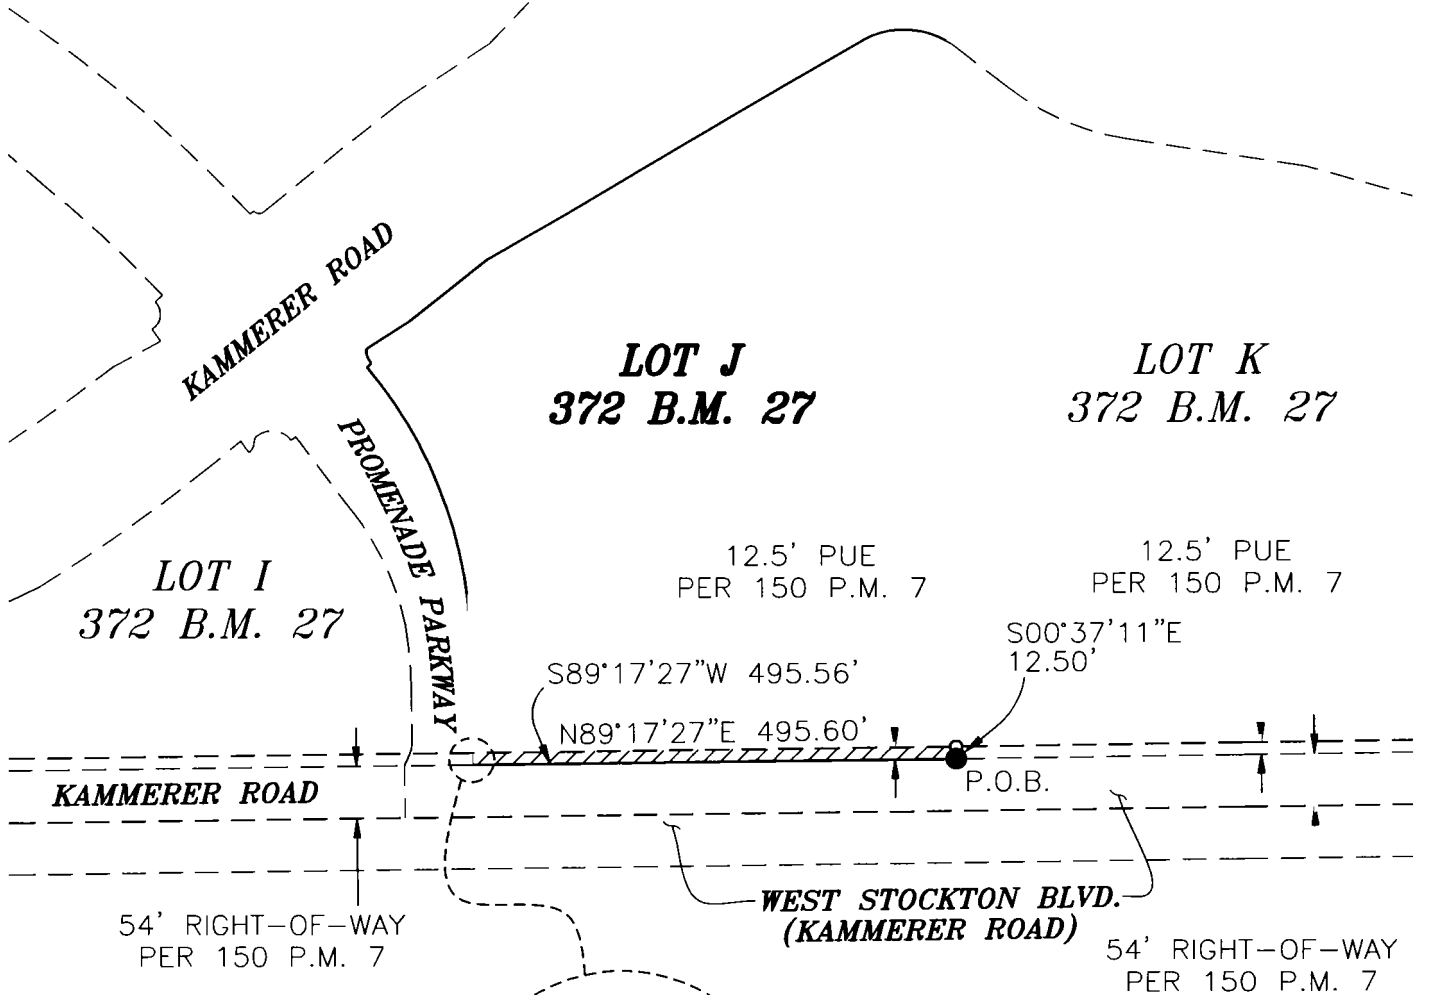 KAMMERER ROAD
LOT J
372 B.M. 27
LOT K
372 B.M. 27
PROMENADE PARKWAY
LOT I
372 B.M. 27
12.5' PUE
PER 150 P.M. 7
12.5' PUE
PER 150 P.M. 7
S00°37'11"E
12.50'
S89°17'27"W 495.56'
N89°17'27"E 495.60'
P.O.B.
KAMMERER ROAD
WEST STOCKTON BLVD.
(KAMMERER ROAD)
54' RIGHT-OF-WAY
PER 150 P.M. 7
54' RIGHT-OF-WAY
PER 150 P.M. 7